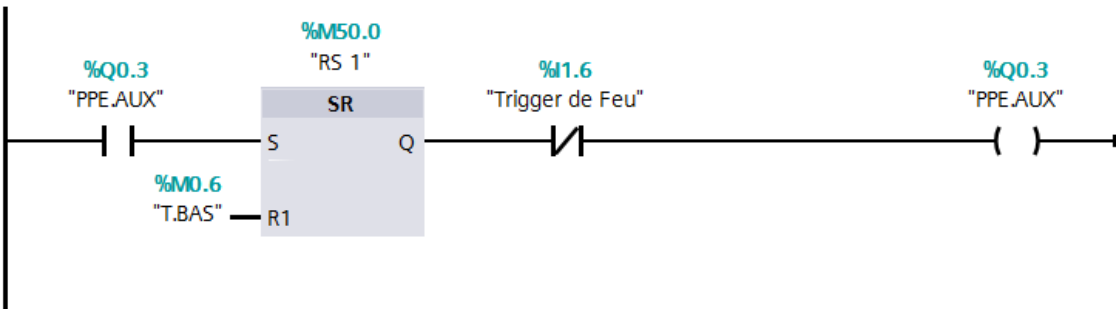 %M50.0
"RS 1"
%Q0.3
"PPE.AUX"
%I1.6
"Trigger de Feu"
%Q0.3
"PPE.AUX"
SR
S
Q
%M0.6
"T.BAS"
R1